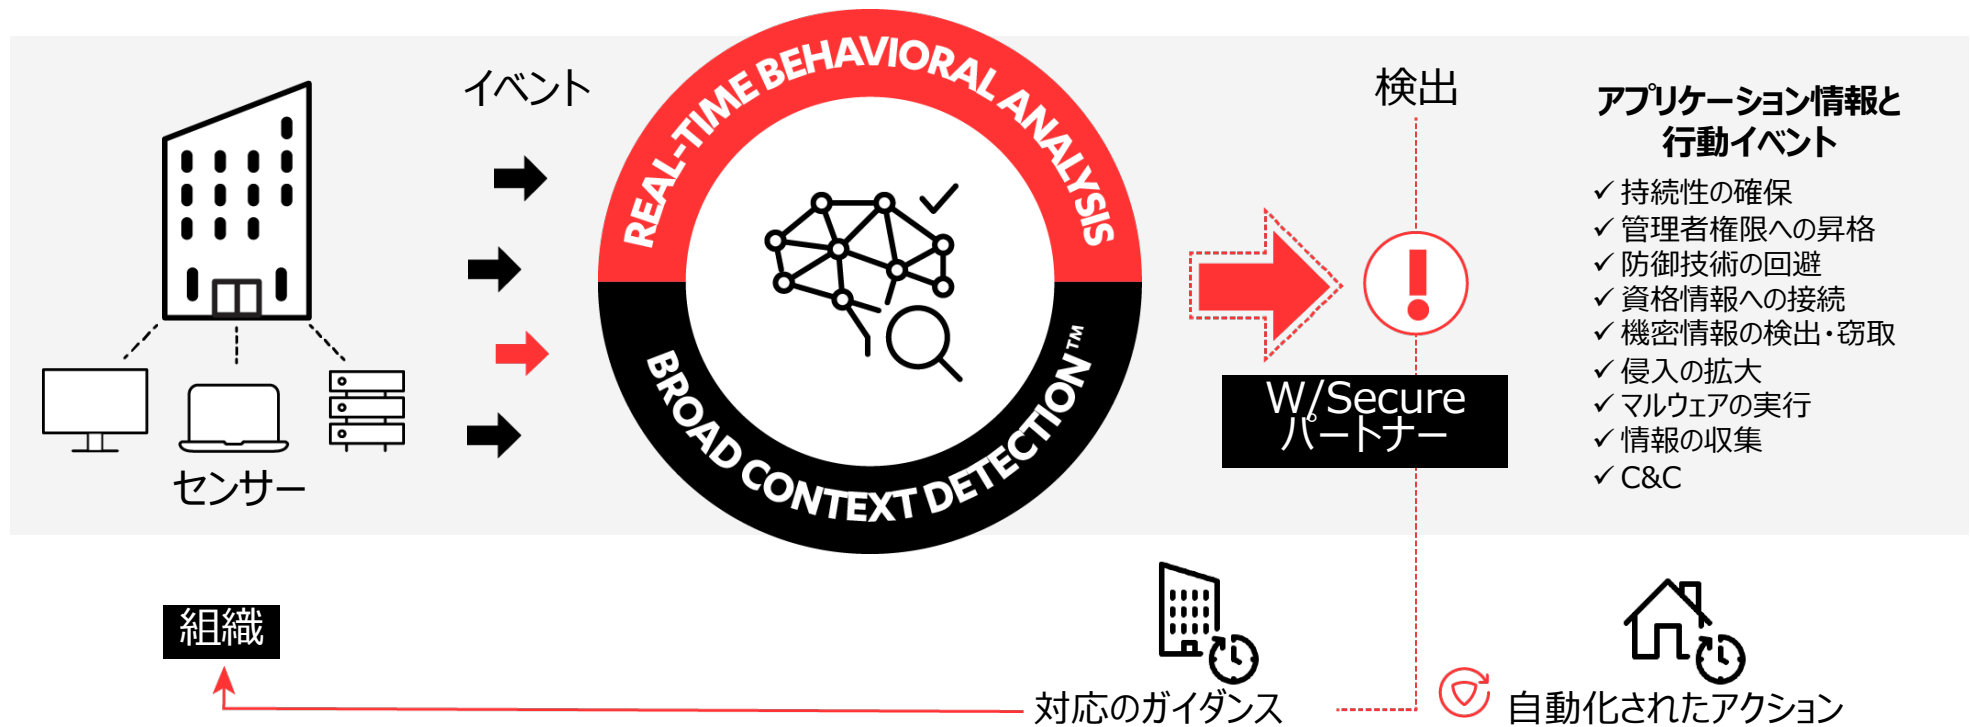 イベント
センサー
REAL-TIME BEHAVIORAL ANALYSIS
BROAD CONTEXT DETECTION™
検出
W/Secure
パートナー
アプリケーション情報と
行動イベント
✓ 持続性の確保
✓ 管理者権限への昇格
✓ 防御技術の回避
✓ 資格情報への接続
✓ 機密情報の検出・窃取
✓ 侵入の拡大
✓ マルウェアの実行
✓ 情報の収集
✓ C&C
組織
対応のガイダンス
自動化されたアクション